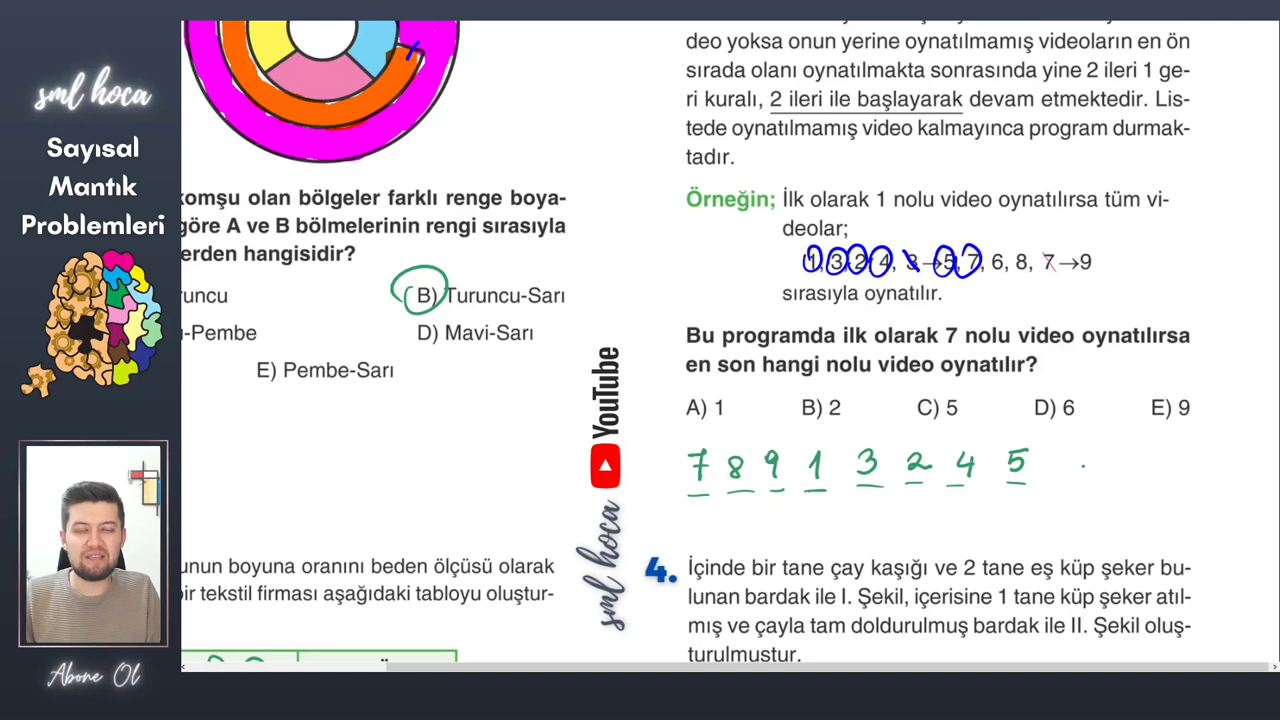 sml hoca
Sayısal
Mantık
Problemleri
Abone Ol
komşu olan bölgeler farklı renge boya-
göre A ve B bölmelerinin rengi sırasıyla
erden hangisidir?
runcu
B) Turuncu-Sarı
-Pembe
D) Mavi-Sarı
E) Pembe-Sarı
unun boyuna oranını beden ölçüsü olarak
bir tekstil firması aşağıdaki tabloyu oluştur-
sml hoca YouTube
deo yoksa onun yerine oynatılmamış videoların en ön
sırada olanı oynatılmakta sonrasında yine 2 ileri 1 ge-
ri kuralı, 2 ileri ile başlayarak devam etmektedir. Lis-
tede oynatılmamış video kalmayınca program durmak-
tadır.
Örneğin; İlk olarak 1 nolu video oynatılırsa tüm vi-
deolar;
1, 3, 2, 4, 3 →5, 7, 6, 8, 7 →9
sırasıyla oynatılır.
Bu programda ilk olarak 7 nolu video oynatılırsa
en son hangi nolu video oynatılır?
A) 1 B) 2 C) 5 D) 6 E) 9
7 8 9 1 3 2 4 5
4. İçinde bir tane çay kaşığı ve 2 tane eş küp şeker bu-
lunan bardak ile I. Şekil, içerisine 1 tane küp şeker atıl-
mış ve çayla tam doldurulmuş bardak ile II. Şekil oluş-
turulmuştur.